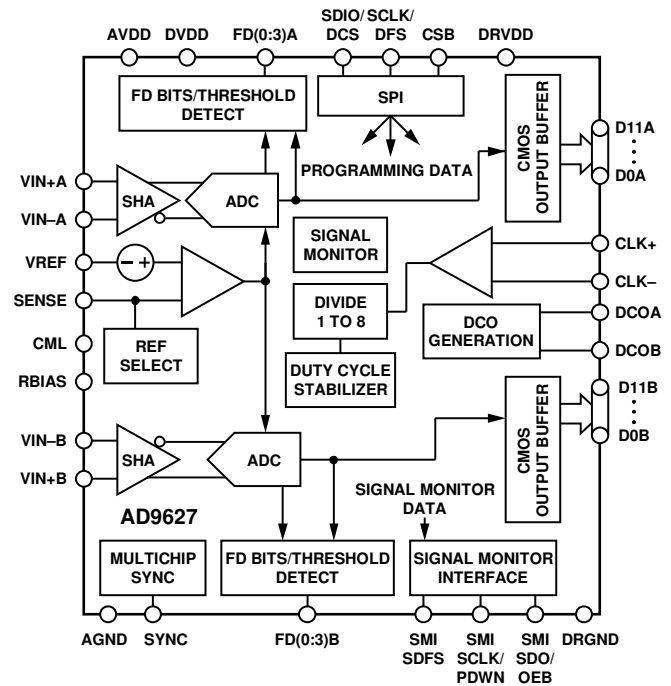 SDIO/ SCLK/
AVDD DVDD FD(0:3)A DCS DFS CSB DRVDD
FD BITS/THRESHOLD
DETECT
SPI
PROGRAMMING DATA
CMOS
OUTPUT BUFFER
D11A
D0A
VIN+A
VIN–A
SHA
ADC
VREF
– +
SENSE
SIGNAL
MONITOR
CLK+
CLK–
DIVIDE
1 TO 8
DUTY CYCLE
STABILIZER
DCO
GENERATION
DCOA
DCOB
CML
REF
SELECT
RBIAS
VIN–B
VIN+B
SHA
ADC
CMOS
OUTPUT BUFFER
D11B
D0B
SIGNAL MONITOR
DATA
AD9627
MULTICHIP
SYNC
FD BITS/THRESHOLD
DETECT
SIGNAL MONITOR
INTERFACE
AGND SYNC FD(0:3)B
SMI
SDFS
SMI
SCLK/
PDWN
SMI
SDO/
OEB
DRGND